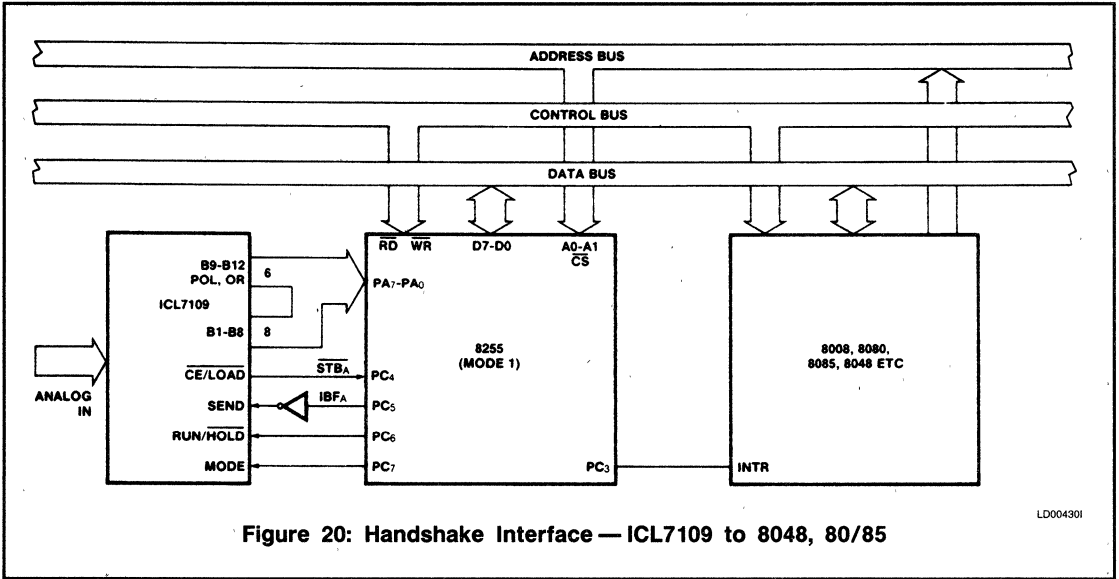 ADDRESS BUS
CONTROL BUS
DATA BUS
B9-B12
POL, OR
6
ICL7109
B1-B8
8
CE/LOAD
SEND
RUN/HOLD
MODE
ANALOG
IN
STBA
IBFA
RD WR D7-D0 A0-A1
CS
PA7-PA0
8255
(MODE 1)
PC4
PC5
PC6
PC7
PC3
8008, 8080,
8085, 8048 ETC
INTR
LD00430I
Figure 20: Handshake Interface — ICL7109 to 8048, 80/85